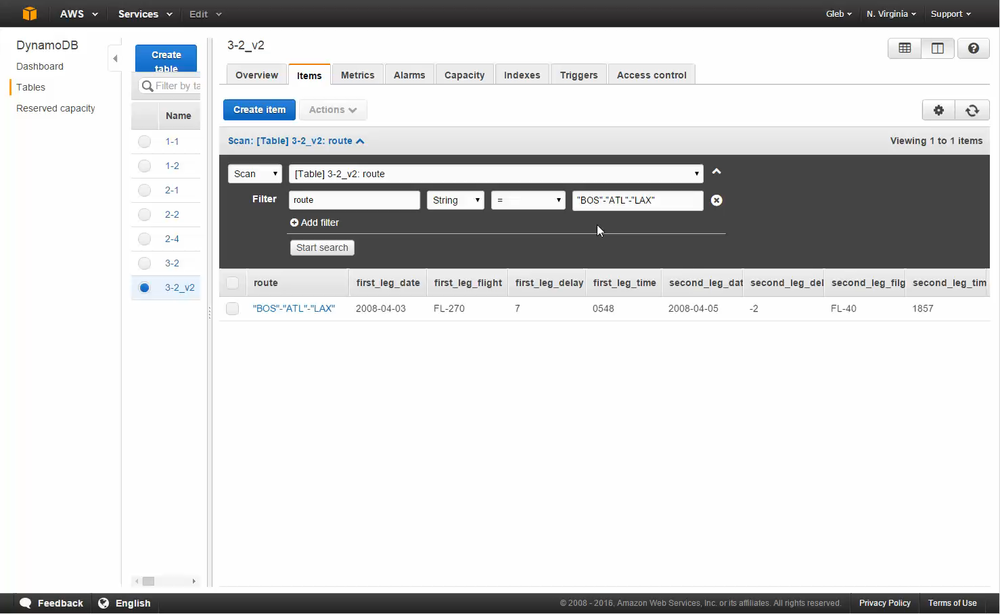 AWS Services Edit Gleb N. Virginia Support
DynamoDB
Dashboard
Tables
Reserved capacity
Create
table
Filter by ta
Name
1-1
1-2
2-1
2-2
2-4
3-2
3-2_v2
3-2_v2
Overview Items Metrics Alarms Capacity Indexes Triggers Access control
Create item Actions
Scan: [Table] 3-2_v2: route Viewing 1 to 1 items
Scan [Table] 3-2_v2: route
Filter route String = "BOS"-"ATL"-"LAX"
Add filter
Start search
route first_leg_date first_leg_flight first_leg_delay first_leg_time second_leg_dat second_leg_del second_leg_filg second_leg_tim
"BOS"-"ATL"-"LAX" 2008-04-03 FL-270 7 0548 2008-04-05 -2 FL-40 1857
Feedback English © 2008 - 2016, Amazon Web Services, Inc. or its affiliates. All rights reserved. Privacy Policy Terms of Use